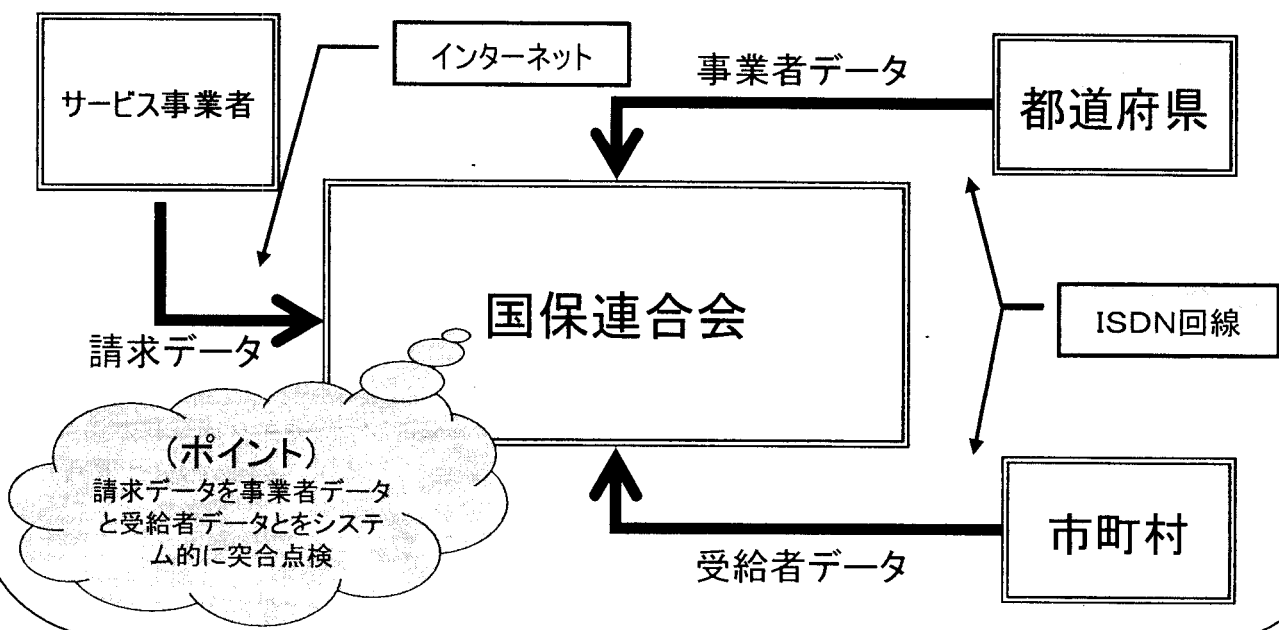 サービス事業者
インターネット
事業者データ
都道府県
請求データ
国保連合会
ISDN回線
(ポイント)
請求データを事業者データ
と受給者データとをシステ
ム的に突合点検
受給者データ
市町村